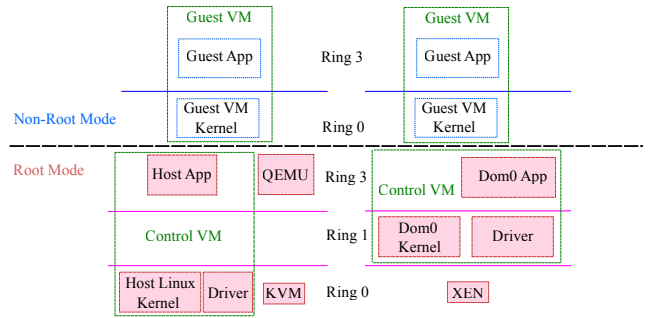 Guest VM
Guest VM
Guest App
Ring 3
Guest App
Non-Root Mode
Guest VM
Kernel
Ring 0
Guest VM
Kernel
Root Mode
Host App
QEMU
Ring 3
Dom0 App
Control VM
Control VM
Ring 1
Dom0
Kernel
Driver
Host Linux
Kernel
Driver
KVM
Ring 0
XEN